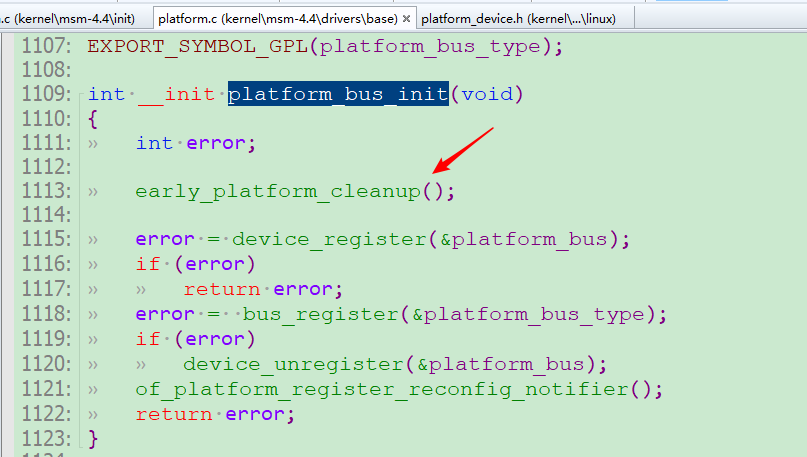 .c (kernel\msm-4.4\init) platform.c (kernel\msm-4.4\drivers\base) × platform_device.h (kernel\...\linux)
1107: EXPORT_SYMBOL_GPL(platform_bus_type);
1108:
1109: int·__init·platform_bus_init(void)
1110: {
1111: » int·error;
1112:
1113: » early_platform_cleanup();
1114:
1115: » error·=·device_register(&platform_bus);
1116: » if·(error)
1117: » » return·error;
1118: » error·=··bus_register(&platform_bus_type);
1119: » if·(error)
1120: » » device_unregister(&platform_bus);
1121: » of_platform_register_reconfig_notifier();
1122: » return·error;
1123: }